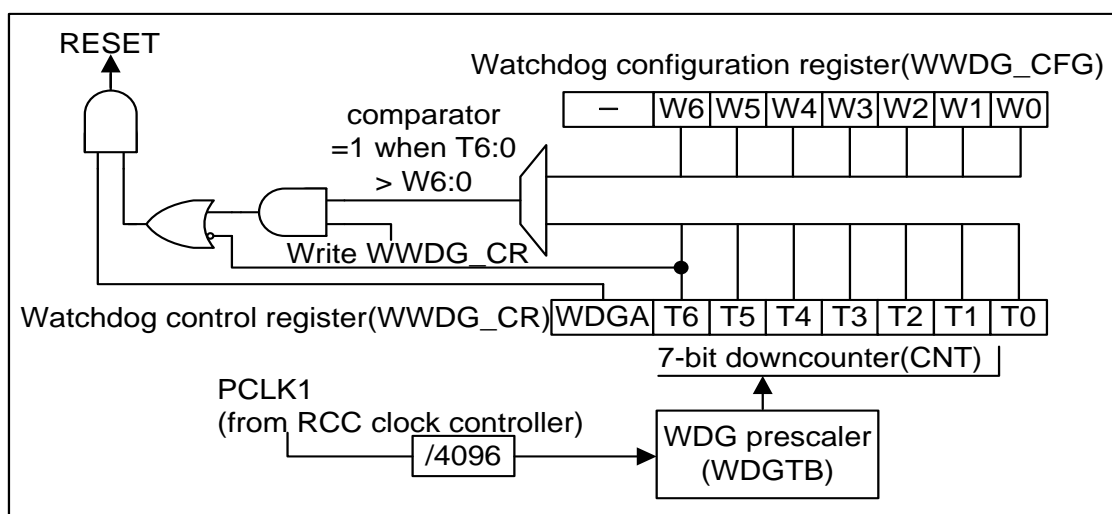 RESET
Watchdog configuration register(WWDG_CFG)
– W6 W5 W4 W3 W2 W1 W0
comparator
=1 when T6:0
> W6:0
Write WWDG_CR
Watchdog control register(WWDG_CR) WDGA T6 T5 T4 T3 T2 T1 T0
7-bit downcounter(CNT)
PCLK1
(from RCC clock controller)
/4096
WDG prescaler
(WDGTB)